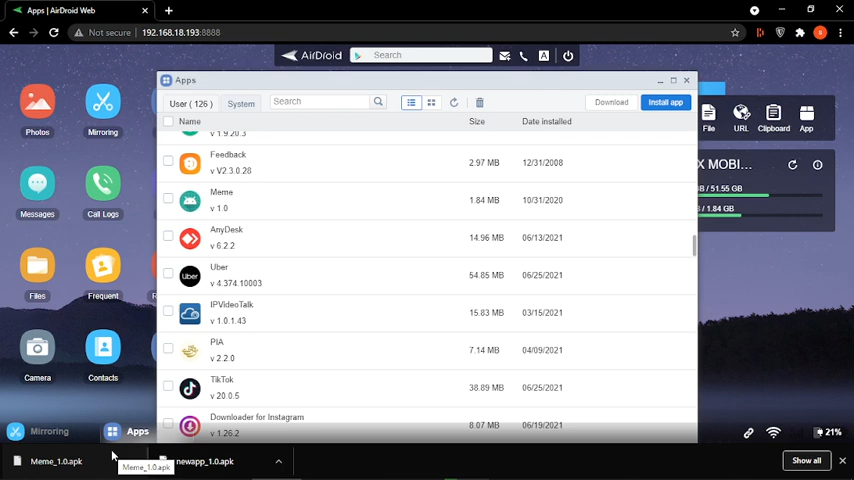 Apps | AirDroid Web
Not secure | 192.168.18.193:8888
AirDroid
Search
A
Apps
User ( 126 )
System
Search
Download
Install app
Name
Size
Date installed
v 1.9.20.3
Feedback
v V2.3.0.28
2.97 MB
12/31/2008
Meme
v 1.0
1.84 MB
10/31/2020
AnyDesk
v 6.2.2
14.96 MB
06/13/2021
Uber
Uber
v 4.374.10003
54.85 MB
06/25/2021
IPVideoTalk
v 1.0.1.43
15.83 MB
03/15/2021
PIA
v 2.2.0
7.14 MB
04/09/2021
TikTok
v 20.0.5
38.89 MB
06/25/2021
Downloader for Instagram
v 1.26.2
8.07 MB
06/19/2021
Photos
Mirroring
Messages
Call Logs
Files
Frequent
Camera
Contacts
File
URL
Clipboard
App
X MOBI...
/ 51.55 GB
/ 1.84 GB
Mirroring
Apps
21%
Meme_1.0.apk
Meme_1.0.apk
newapp_1.0.apk
Show all